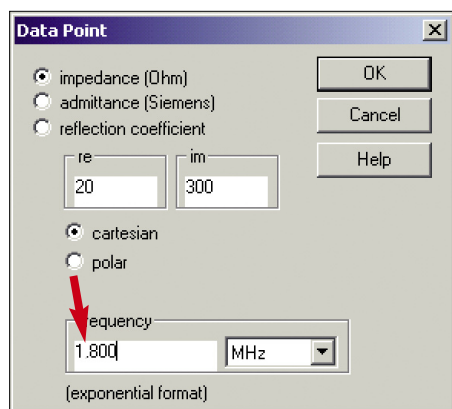 Data Point
impedance (Ohm)
admittance (Siemens)
reflection coefficient
OK
Cancel
Help
re
im
20
300
cartesian
polar
requency
1.800
MHz
(exponential format)